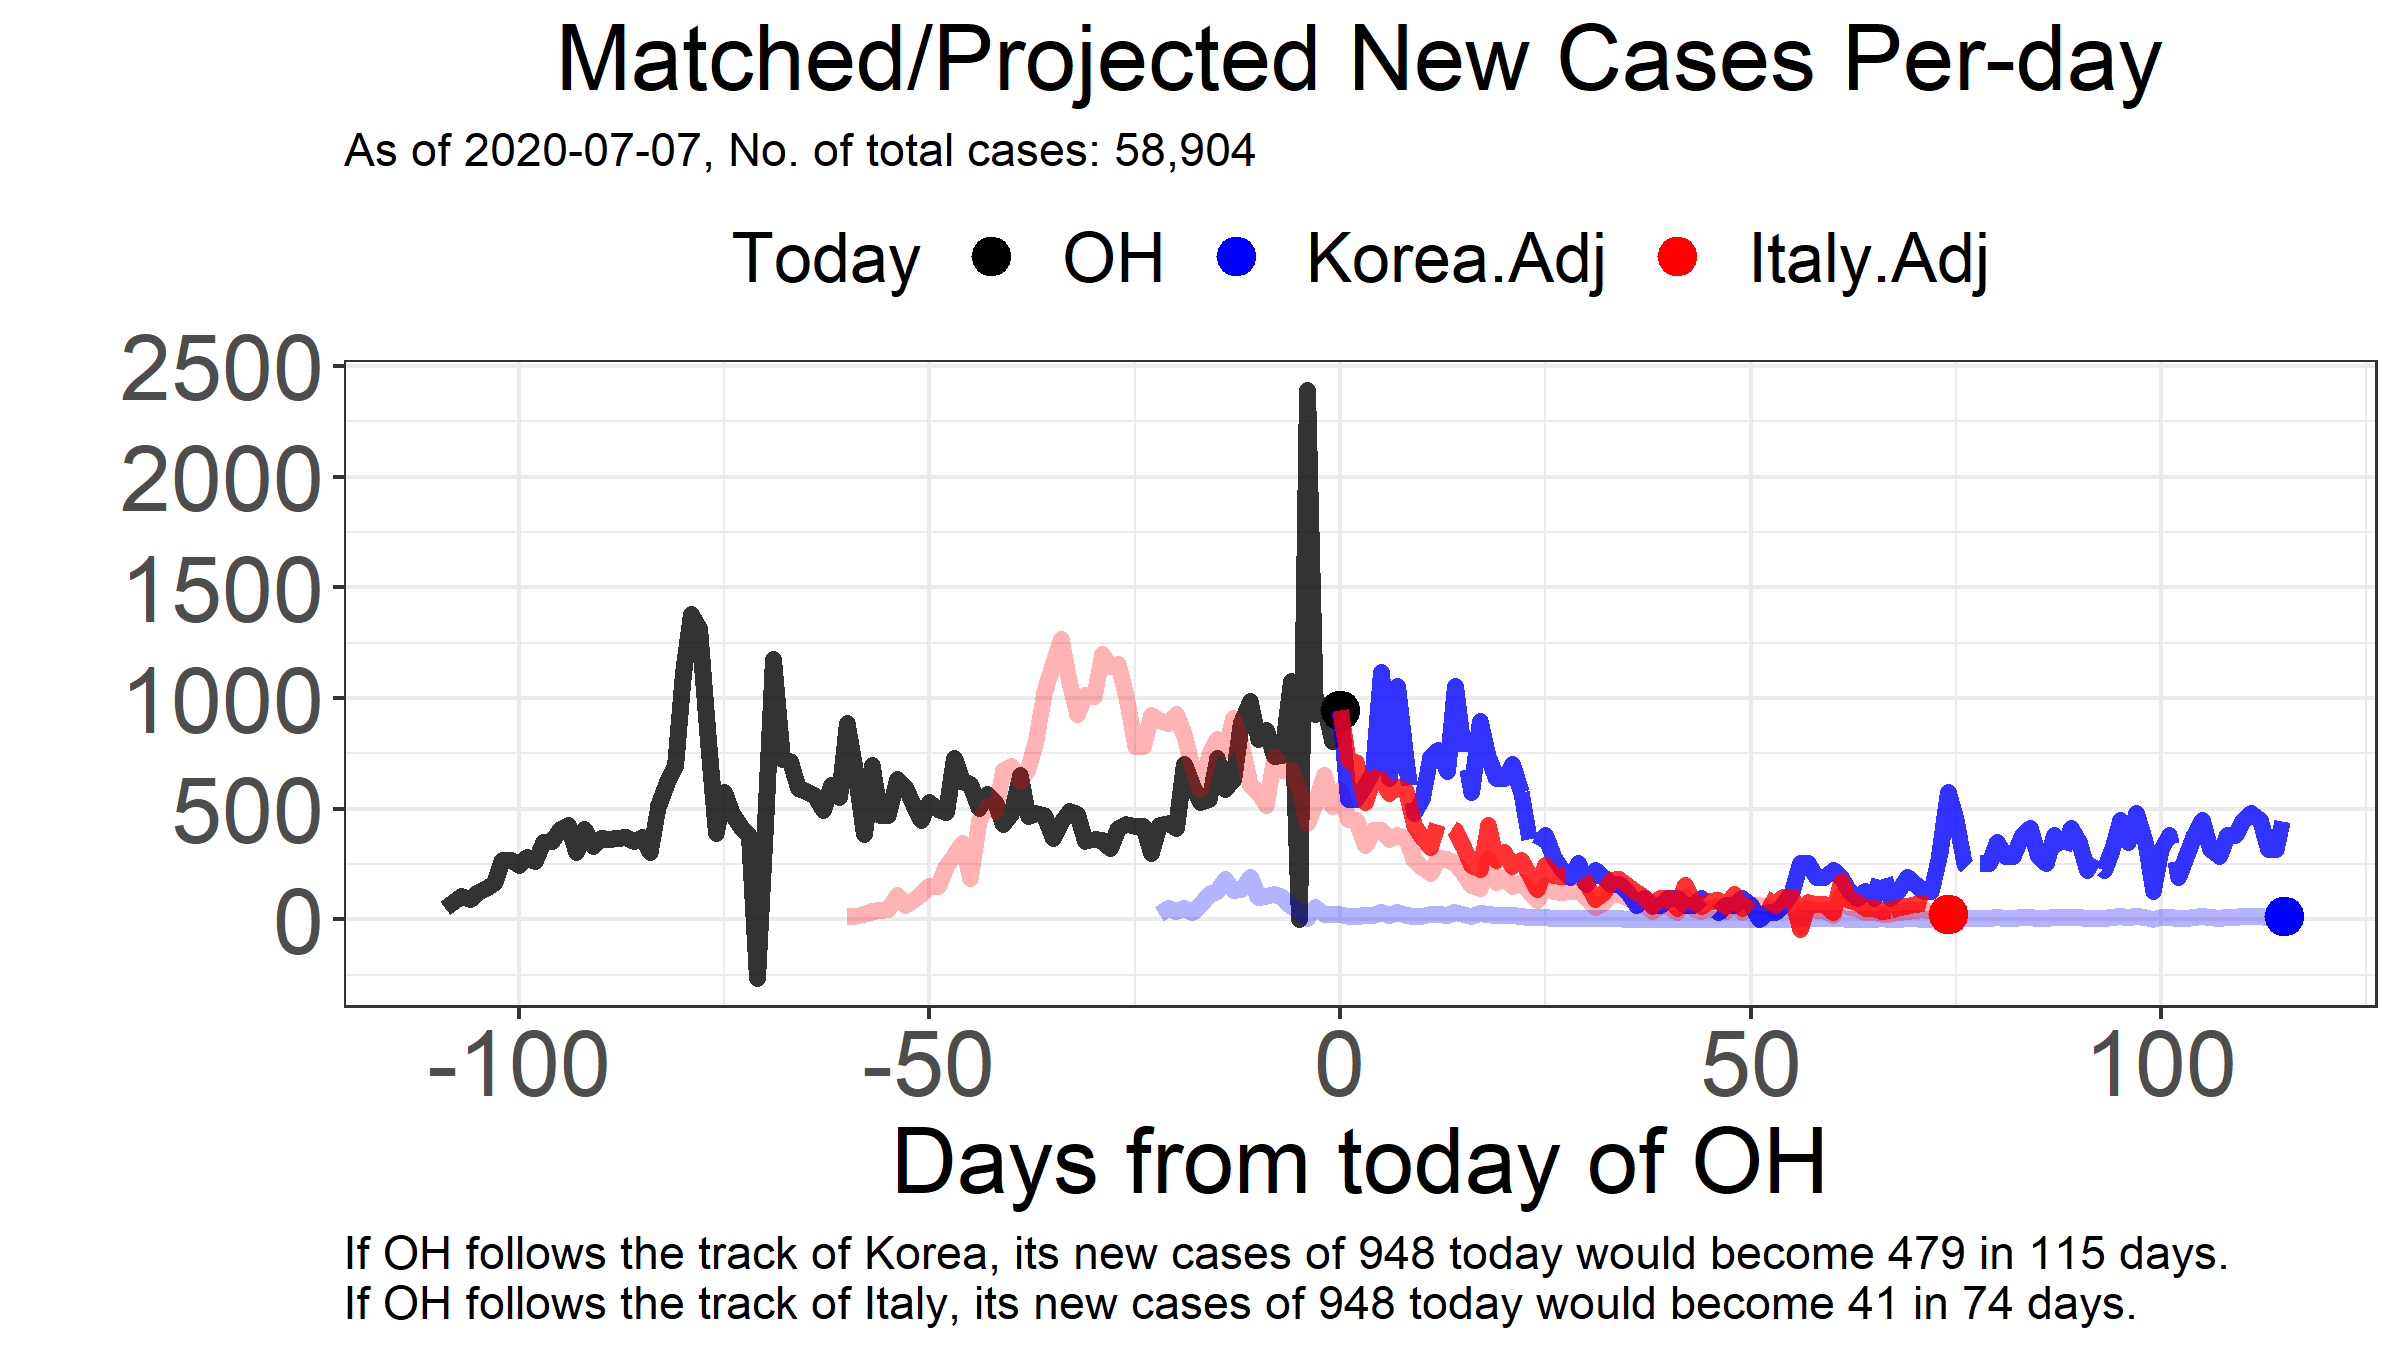 Matched/Projected New Cases Per-day
As of 2020-07-07, No. of total cases: 58,904
Today OH Korea.Adj Italy.Adj
2500
2000
1500
1000
500
0
-100 -50 0 50 100
Days from today of OH
If OH follows the track of Korea, its new cases of 948 today would become 479 in 115 days.
If OH follows the track of Italy, its new cases of 948 today would become 41 in 74 days.